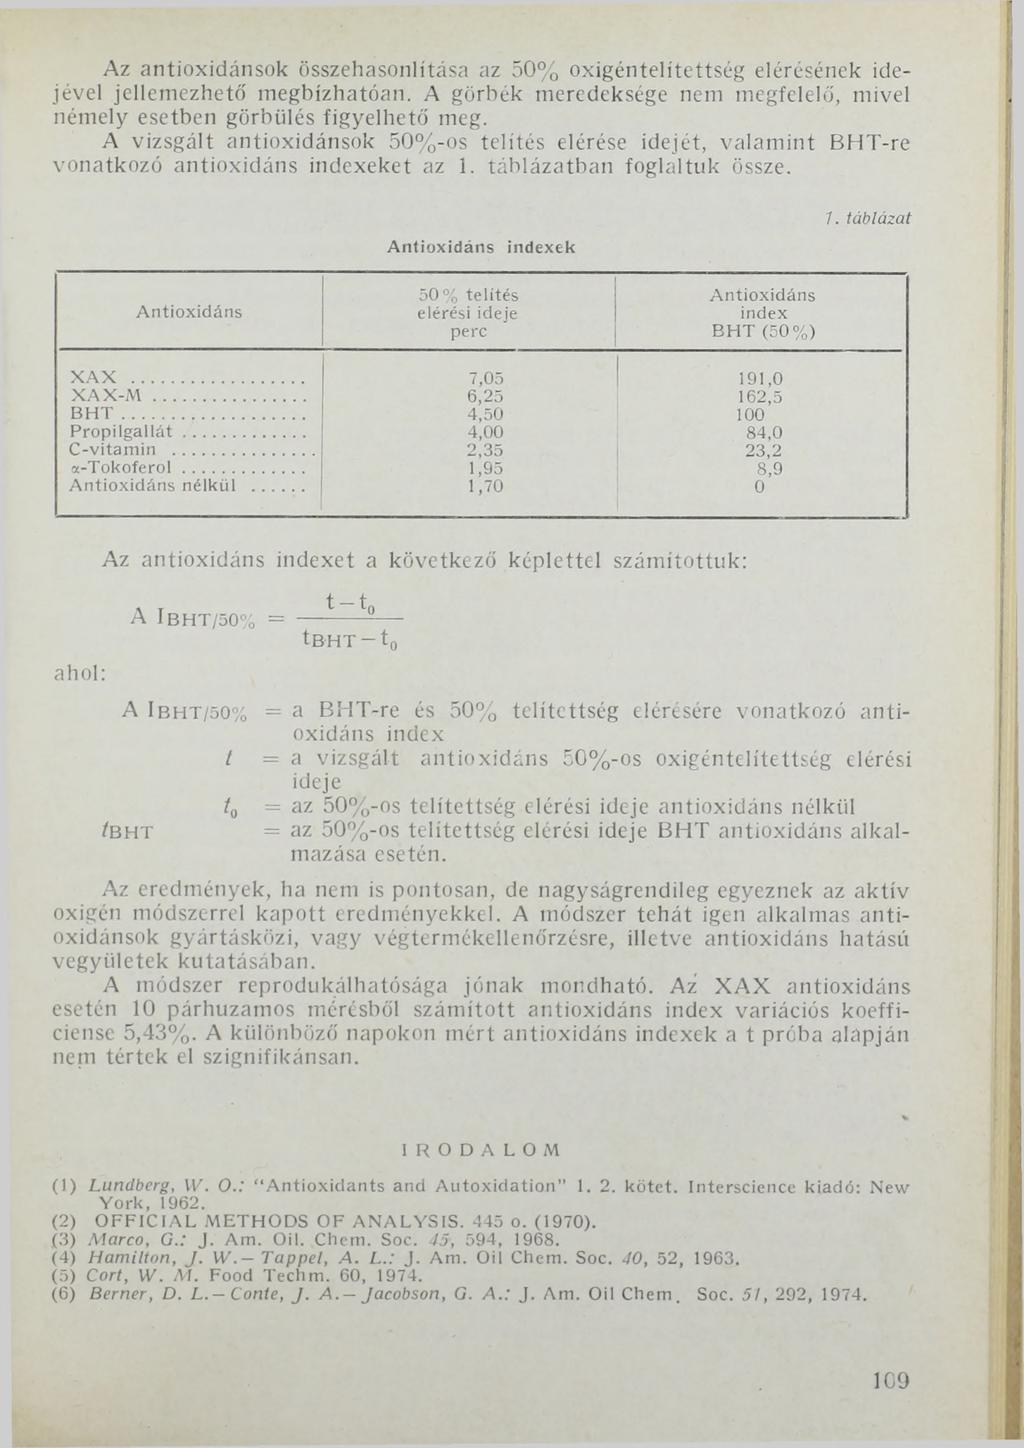 Az antioxidánsok összehasonlítása az 50% oxigéntelítettség elérésének ide-
jével jellemezhető megbízhatóan. A görbék meredeksége nem megfelelő, mivel
némely esetben görbülés figyelhető meg.
A vizsgált antioxidánsok 50%-os telítés elérése idejét, valamint BHT-re
vonatkozó antioxidáns indexeket az 1. táblázatban foglaltuk össze.
1. táblázat
Antioxidáns indexek
Antioxidáns | 50% telítés elérési ideje perc | Antioxidáns index BHT (50%)
XAX .................. 7,05 191,0
XAX-M ................ 6,25 162,5
BHT ................... 4,50 100
Propilgallát ............. 4,00 84,0
C-vitamin .............. 2,35 23,2
α-Tokoferol ............. 1,95 8,9
Antioxidáns nélkül ...... 1,70 0
Az antioxidáns indexet a következő képlettel számítottuk:
A I BHT/50% = t – t₀ / t BHT – t₀
ahol:
A I BHT/50% = a BHT-re és 50% telítettség elérésére vonatkozó anti-
oxidáns index
t = a vizsgált antioxidáns 50%-os oxigéntelítettség elérési
ideje
t₀ = az 50%-os telítettség elérési ideje antioxidáns nélkül
t BHT = az 50%-os telítettség elérési ideje BHT antioxidáns alkal-
mazása esetén.
Az eredmények, ha nem is pontosan, de nagyságrendileg egyeznek az aktív
oxigén módszerrel kapott eredményekkel. A módszer tehát igen alkalmas anti-
oxidánsok gyártásközi, vagy végtermékellenőrzésre, illetve antioxidáns hatású
vegyületek kutatásában.
A módszer reprodukálhatósága jónak mondható. Az XAX antioxidáns
esetén 10 párhuzamos mérésből számított antioxidáns index variációs koeffi-
ciense 5,43%. A különböző napokon mért antioxidáns indexek a t próba alapján
nem tértek el szignifikánsan.
IRODALOM
(1) Lundberg, W. O.: “Antioxidants and Autoxidation” 1. 2. kötet. Interscience kiadó: New
York, 1962.
(2) OFFICIAL METHODS OF ANALYSIS. 445 o. (1970).
(3) Marco, G.: J. Am. Oil. Chem. Soc. 45, 594, 1968.
(4) Hamilton, J. W.– Tappel, A. L.: J. Am. Oil Chem. Soc. 40, 52, 1963.
(5) Cort, W. M. Food Techm. 60, 1974.
(6) Berner, D. L.– Conte, J. A.– Jacobson, G. A.: J. Am. Oil Chem. Soc. 51, 292, 1974.
109